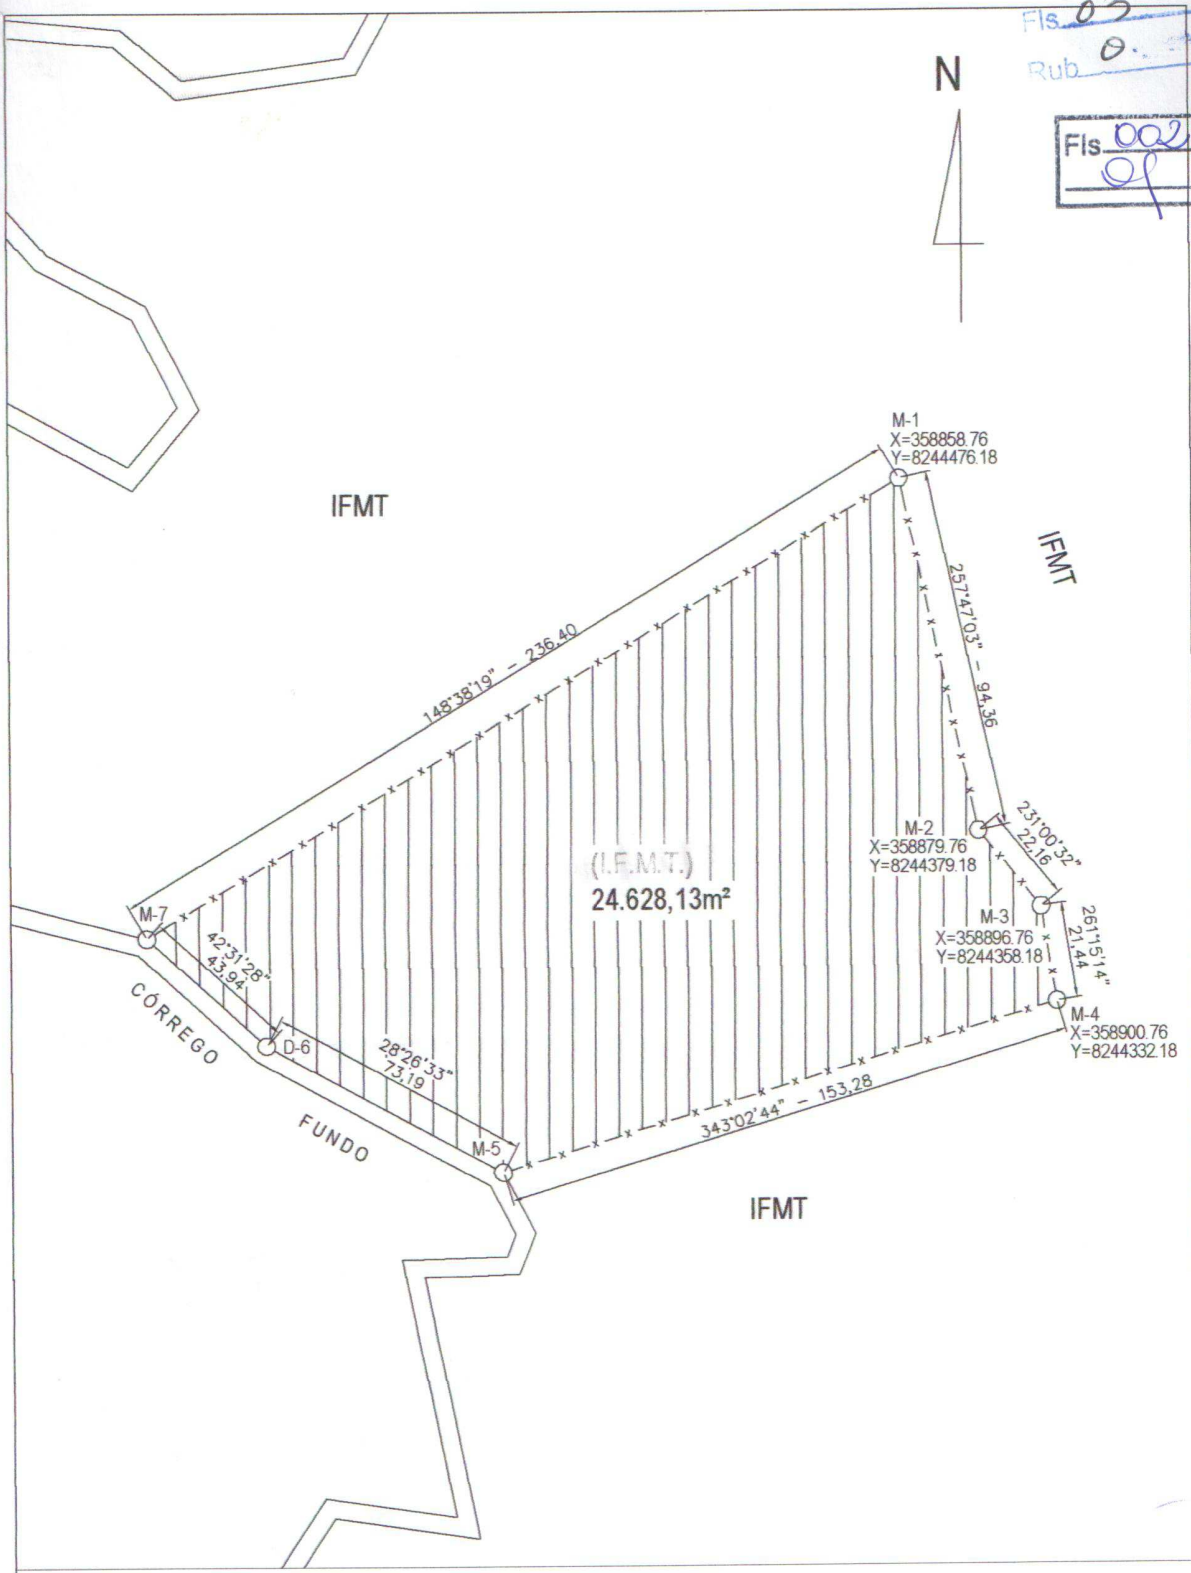 Fls.
Rub
N
Fls. 002
M-1
X=358858.76
Y=8244476.18
IFMT
IFMT
257°47'03" - 94,36
148°38'19" - 236,40
231°00'32"
22,16
M-2
X=358879.76
Y=8244379.18
(I.F.M.T.)
24.628,13m²
M-3
X=358896.76
Y=8244358.18
261°15'14"
21,44
M-7
42°31'28"
43,94
M-4
X=358900.76
Y=8244332.18
CÓRREGO
D-6
28°26'33"
73,19
343°02'44" - 153,28
FUNDO
M-5
IFMT